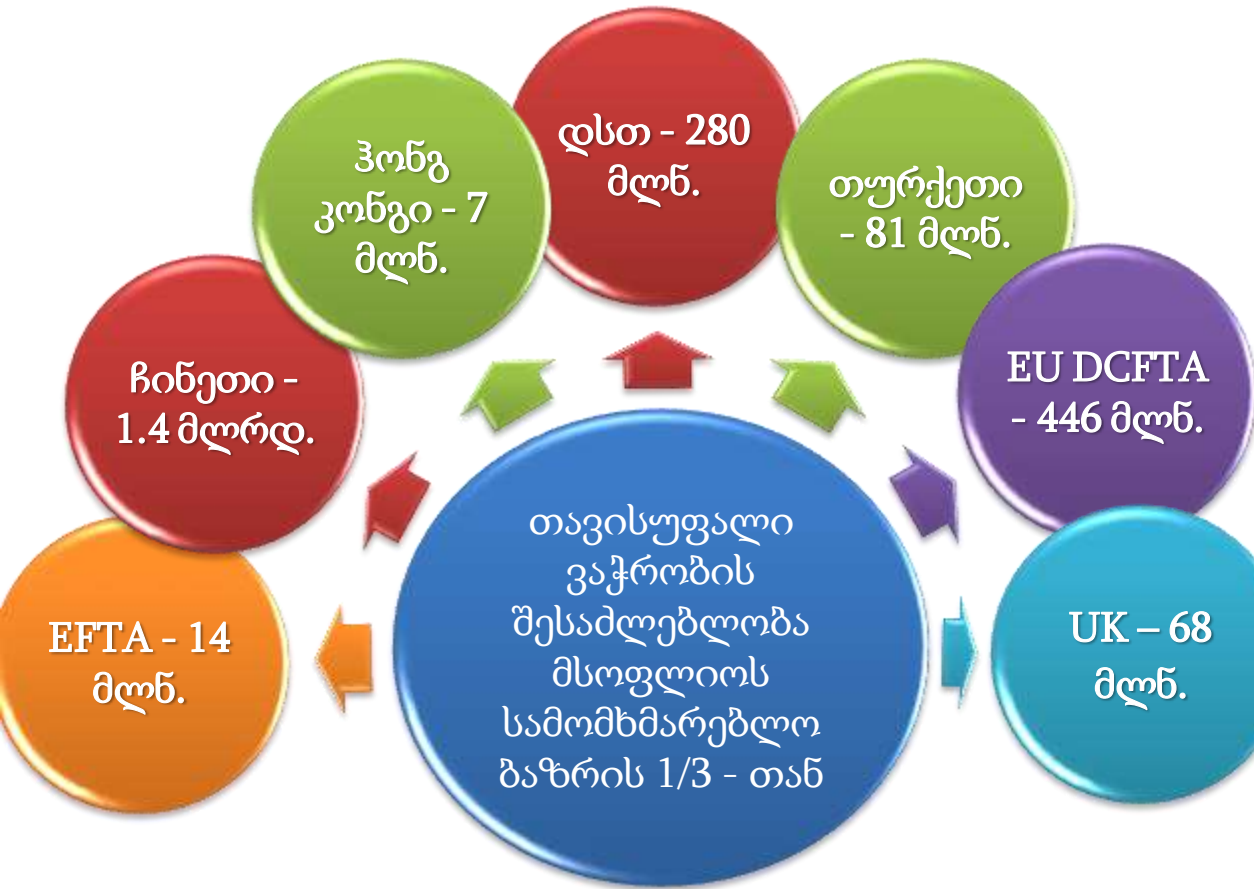 დსთ - 280
მლნ.
ჰონგ
კონგი - 7
მლნ.
თურქეთი
- 81 მლნ.
ჩინეთი -
1.4 მლრდ.
EU DCFTA
- 446 მლნ.
EFTA - 14
მლნ.
UK – 68
მლნ.
თავისუფალი
ვაჭრობის
შესაძლებლობა
მსოფლიოს
სამომხმარებლო
ბაზრის 1/3 - თან